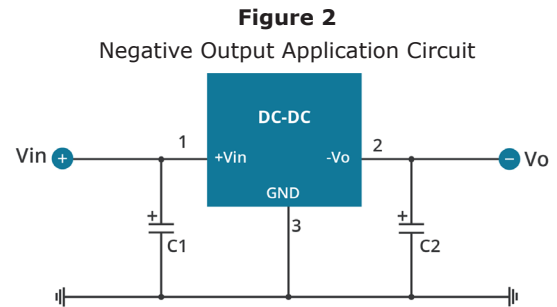 Figure 2
Negative Output Application Circuit
DC-DC
1
2
Vin +
+Vin
-Vo
− Vo
GND
3
+
C1
+
C2